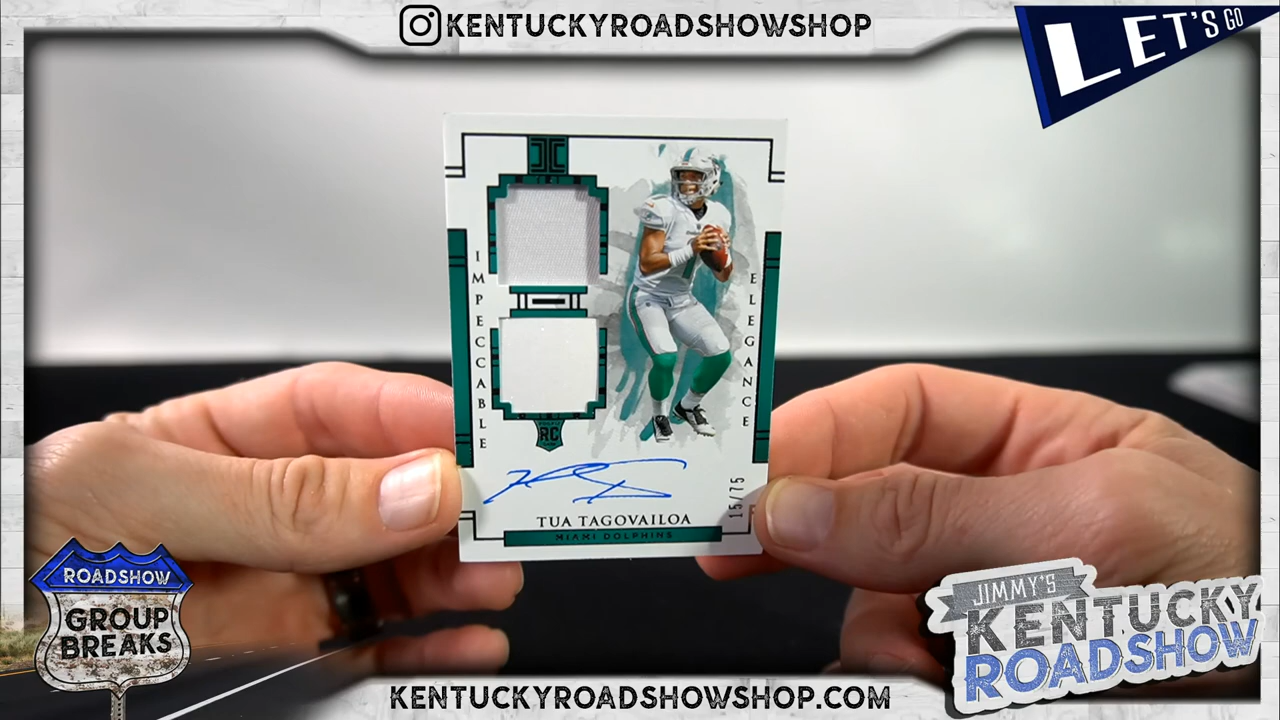 KENTUCKYROADSHOWSHOP
LET'S GO
IMPECCABLE
ELEGANCE
RC
15/75
TUA TAGOVAILOA
MIAMI DOLPHINS
ROADSHOW
GROUP
BREAKS
JIMMY'S
KENTUCKY
ROADSHOW
KENTUCKYROADSHOWSHOP.COM